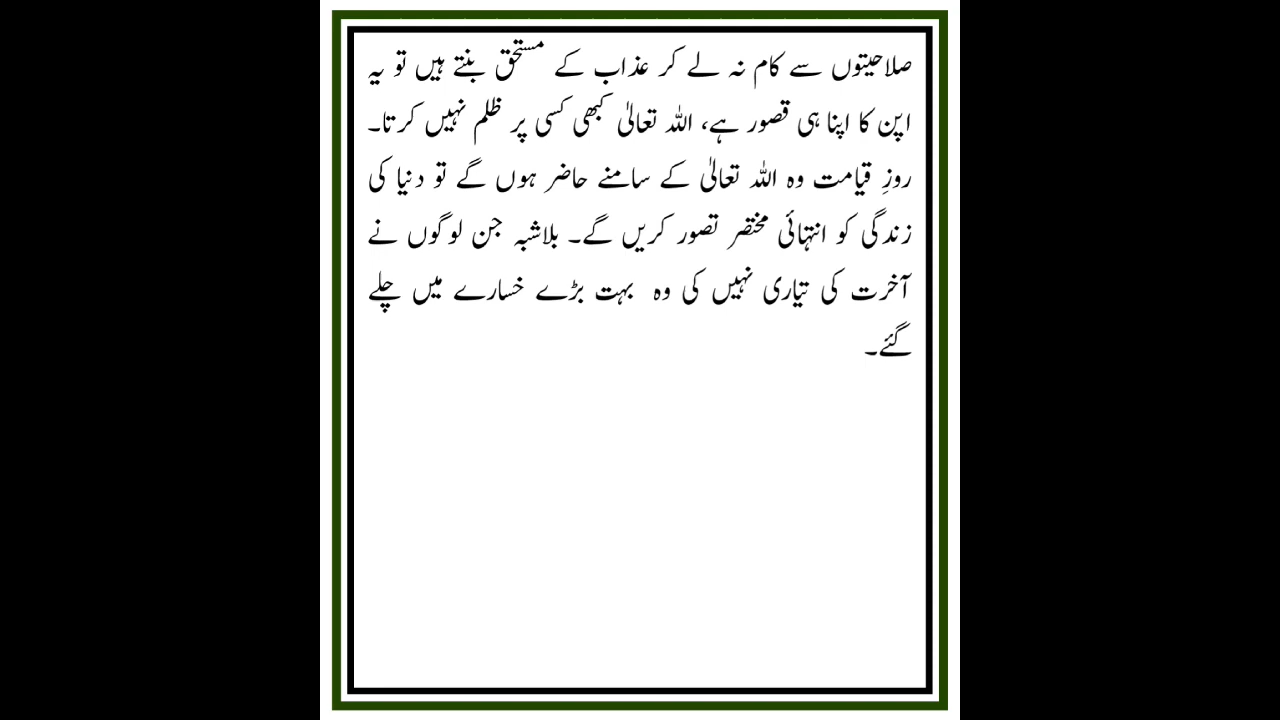 صلاحیتوں سے کام نہ لے کر عذاب کے مستحق بنتے ہیں تو یہ
اپن کا اپنا ہی قصور ہے، اللہ تعالیٰ کبھی کسی پر ظلم نہیں کرتا۔
روزِ قیامت وہ اللہ تعالیٰ کے سامنے حاضر ہوں گے تو دنیا کی
زندگی کو انتہائی مختصر تصور کریں گے۔ بلاشبہ جن لوگوں نے
آخرت کی تیاری نہیں کی وہ بہت بڑے خسارے میں چلے
گئے۔